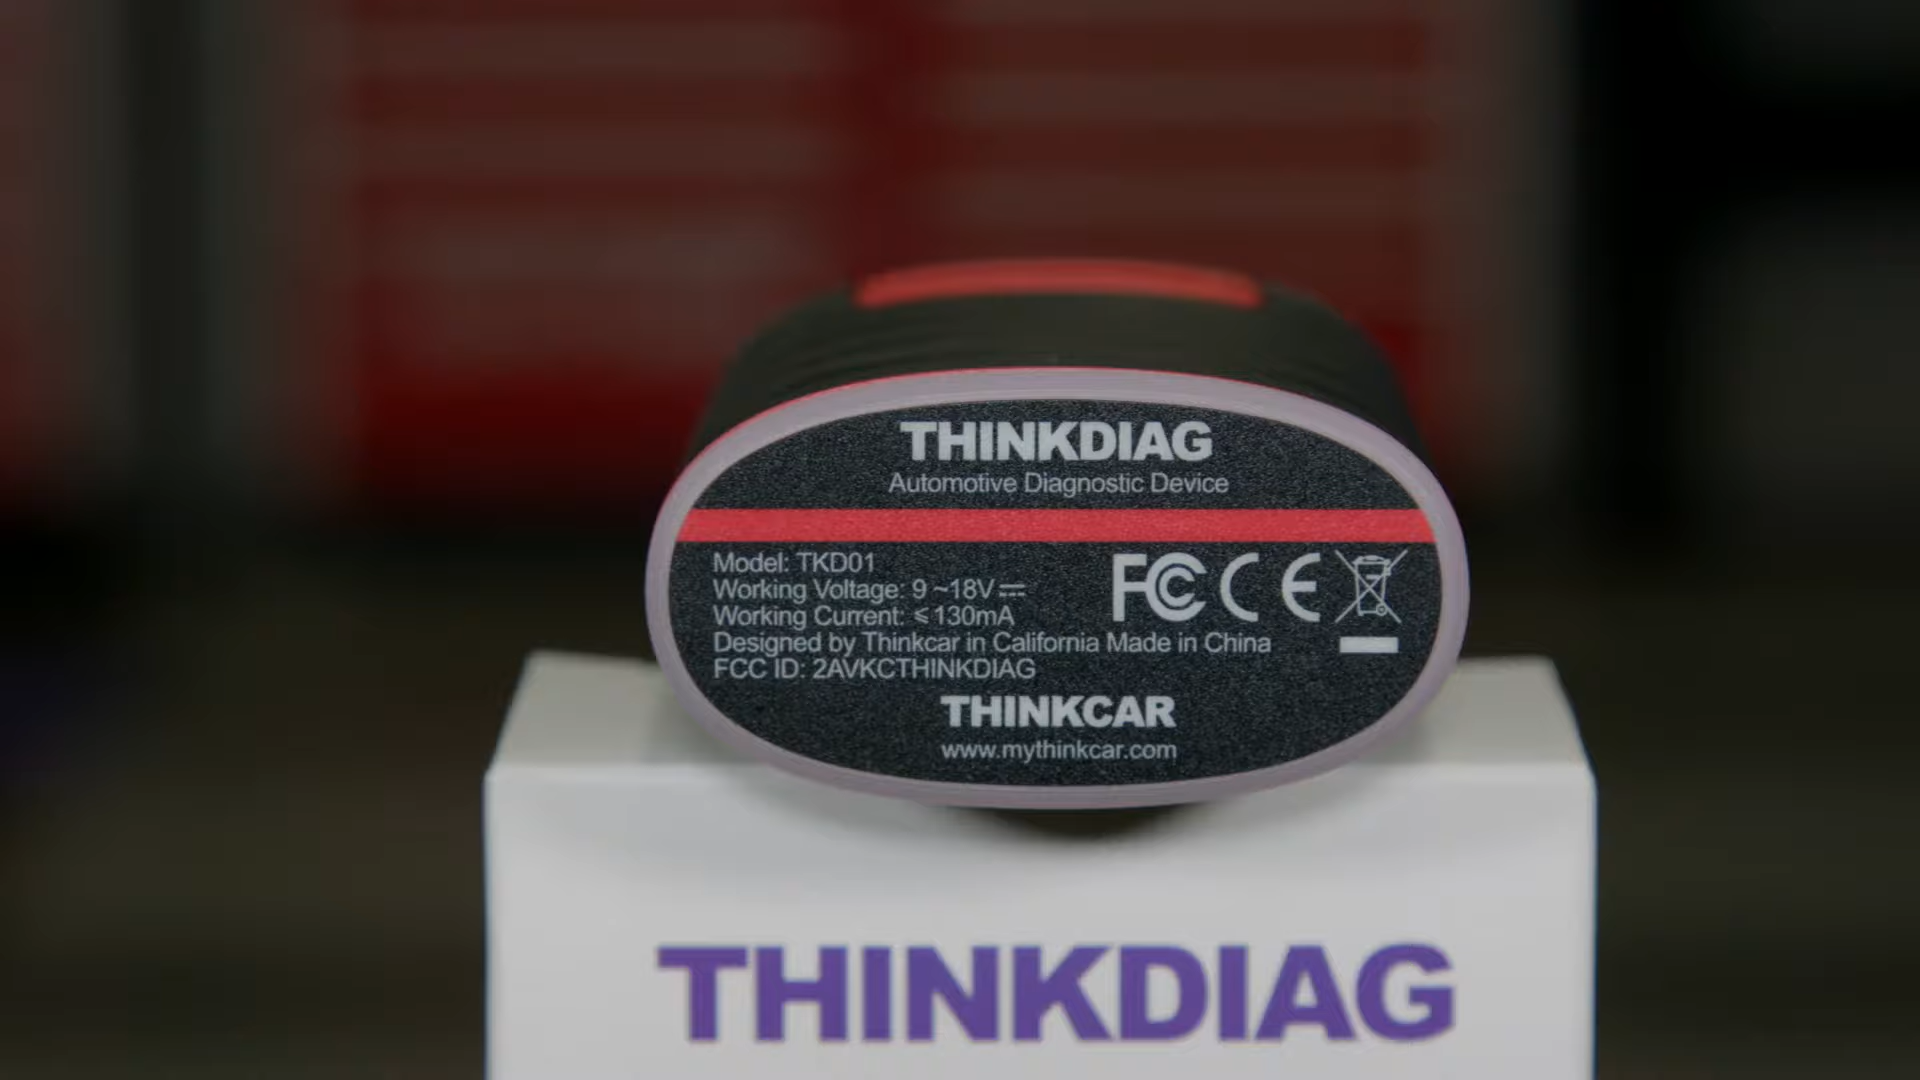 THINKDIAG
Automotive Diagnostic Device
Model: TKD01
Working Voltage: 9 ~18V⎓
Working Current: ≤130mA
FC CE
Designed by Thinkcar in California Made in China
FCC ID: 2AVKCTHINKDIAG
THINKCAR
www.mythinkcar.com
THINKDIAG